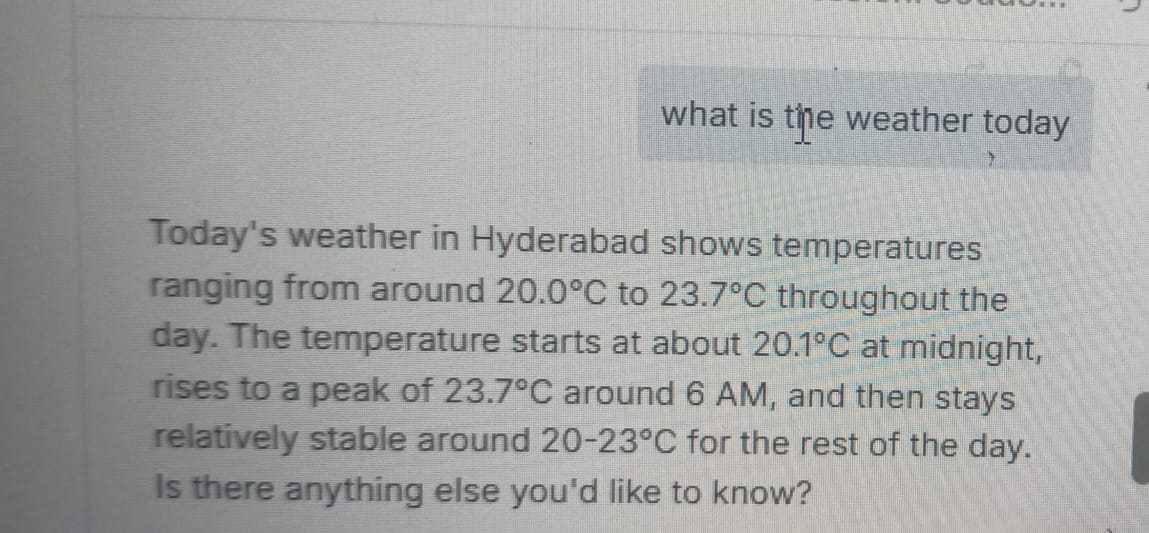 what is the weather today
Today's weather in Hyderabad shows temperatures
ranging from around 20.0°C to 23.7°C throughout the
day. The temperature starts at about 20.1°C at midnight,
rises to a peak of 23.7°C around 6 AM, and then stays
relatively stable around 20-23°C for the rest of the day.
Is there anything else you'd like to know?